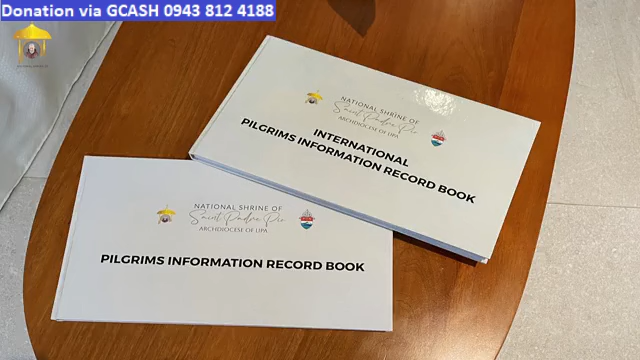 Donation via GCASH 0943 812 4188
NATIONAL SHRINE OF
Saint Padre Pio
ARCHDIOCESE OF LIPA
INTERNATIONAL
PILGRIMS INFORMATION RECORD BOOK
NATIONAL SHRINE OF
Saint Padre Pio
ARCHDIOCESE OF LIPA
PILGRIMS INFORMATION RECORD BOOK